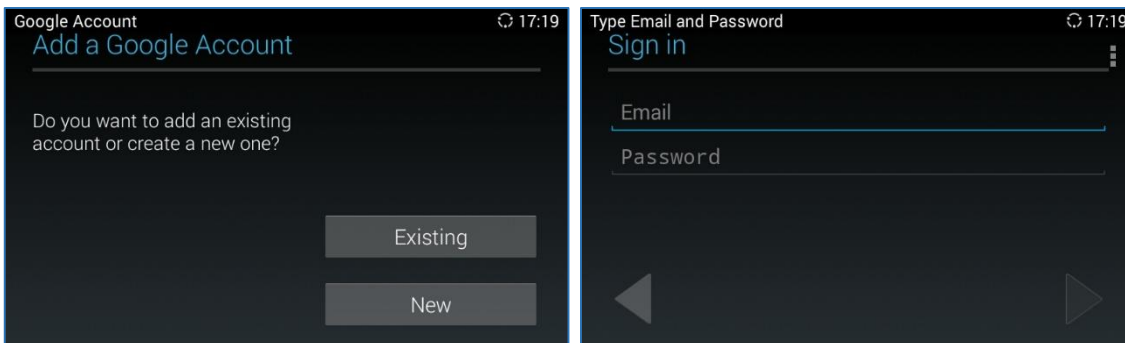 Google Account 17:19
Add a Google Account
Do you want to add an existing
account or create a new one?
Existing
New
Type Email and Password 17:19
Sign in
Email
Password